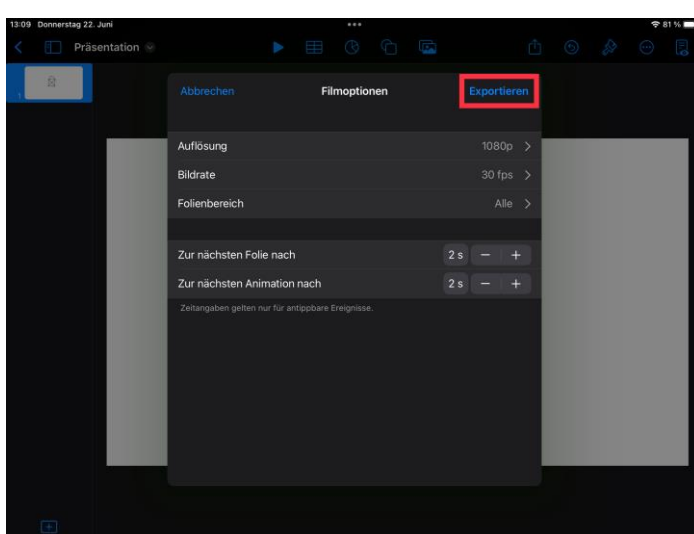 13:09 Donnerstag 22. Juni
81 %
Präsentation
1
Abbrechen Filmoptionen Exportieren
Auflösung 1080p
Bildrate 30 fps
Folienbereich Alle
Zur nächsten Folie nach 2 s − +
Zur nächsten Animation nach 2 s − +
Zeitangaben gelten nur für antippbare Ereignisse.